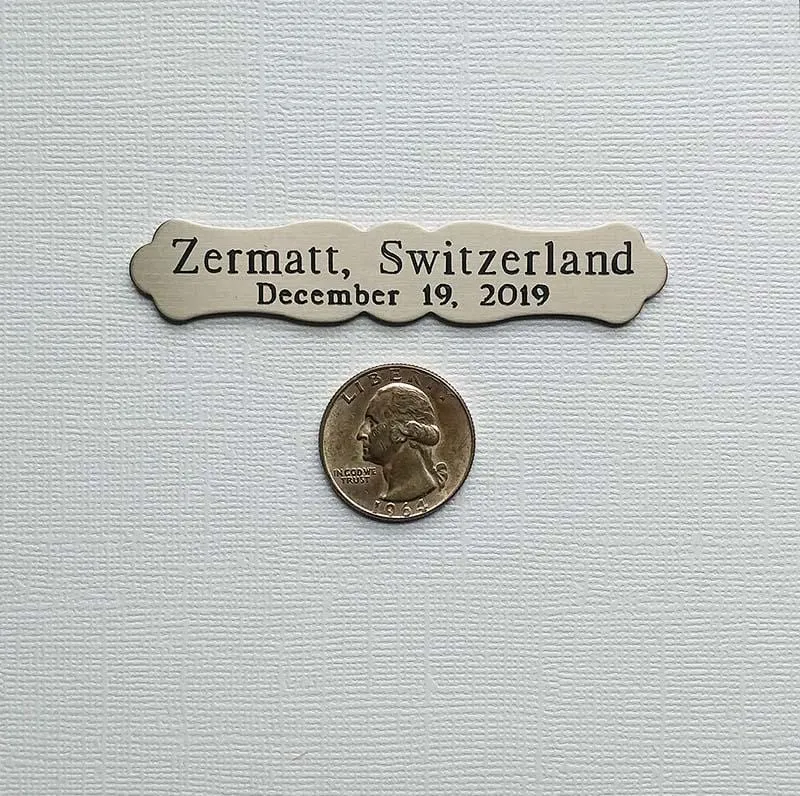 Zermatt, Switzerland
December 19, 2019
LIBERTY
IN GOD WE
TRUST
1964